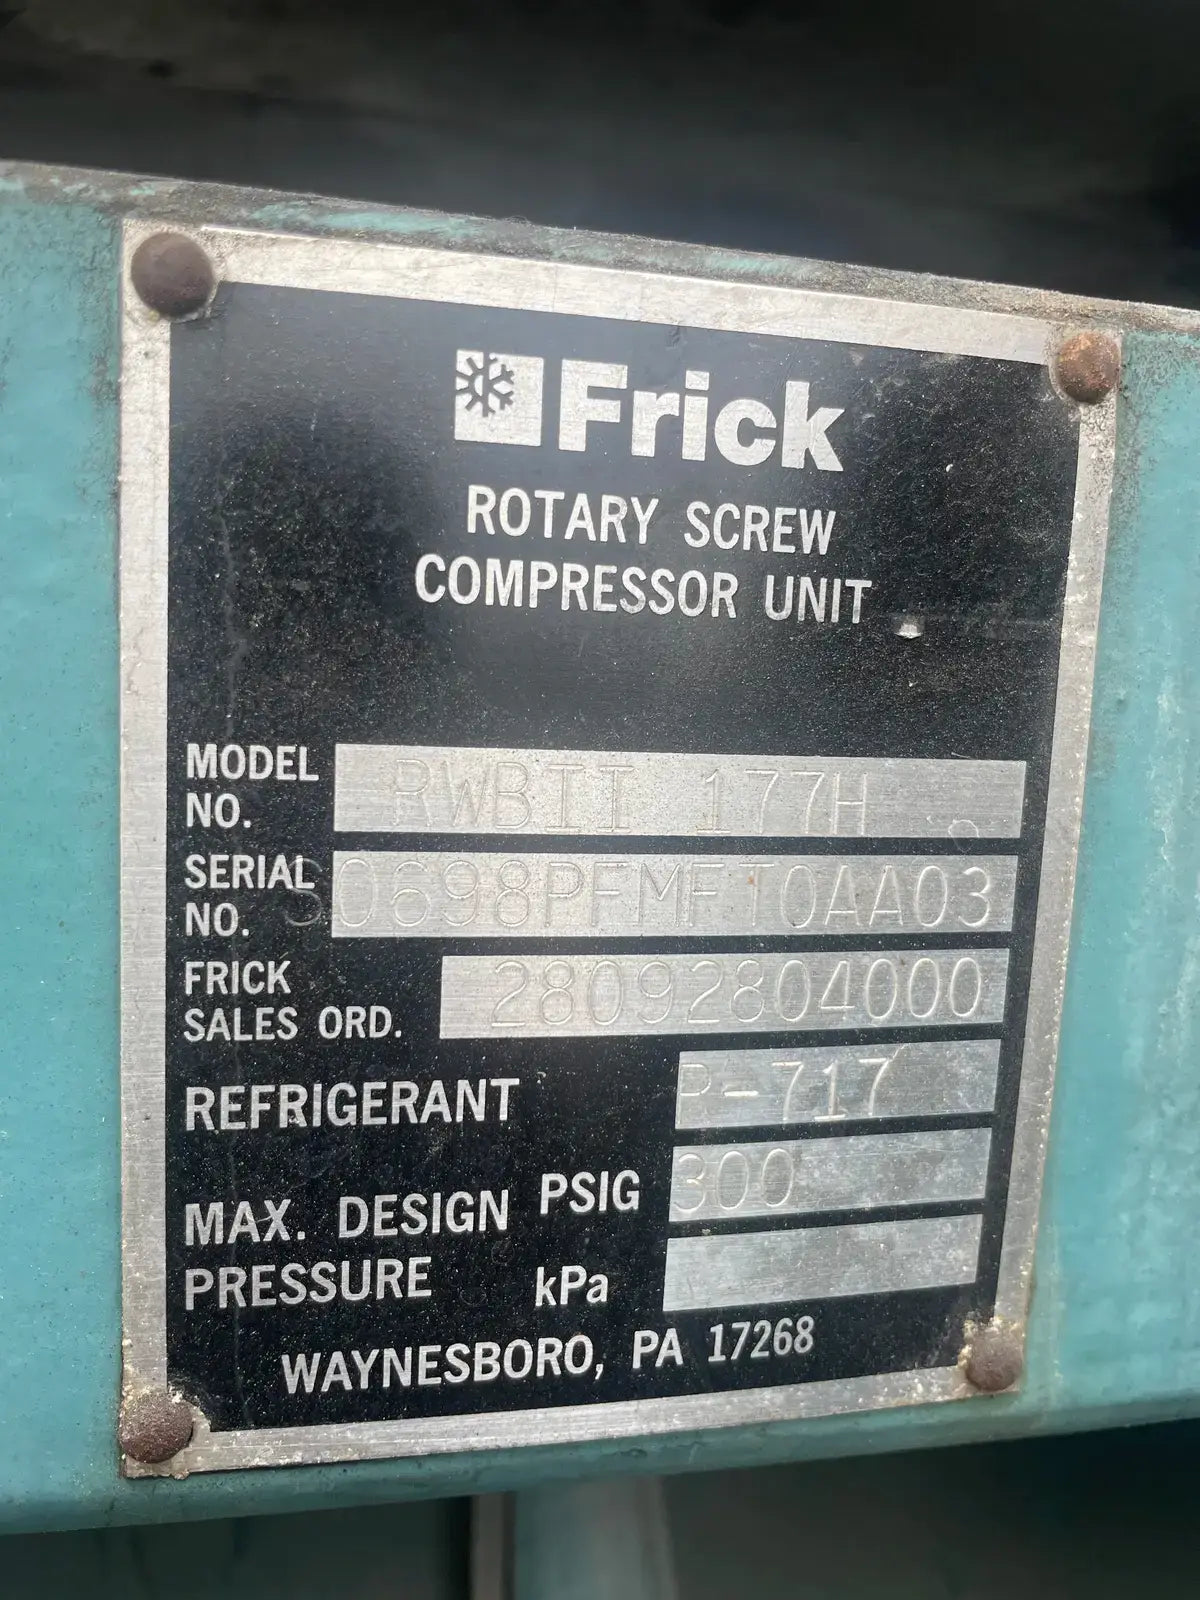 Frick
ROTARY SCREW
COMPRESSOR UNIT
MODEL NO. RWBII 177H
SERIAL NO. S0698PFMFT0AA03
FRICK SALES ORD. 28092804000
REFRIGERANT R-717
MAX. DESIGN PRESSURE PSIG 300
kPa
WAYNESBORO, PA 17268